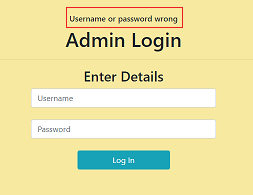 Username or password wrong
Admin Login
Enter Details
Username
Password
Log In